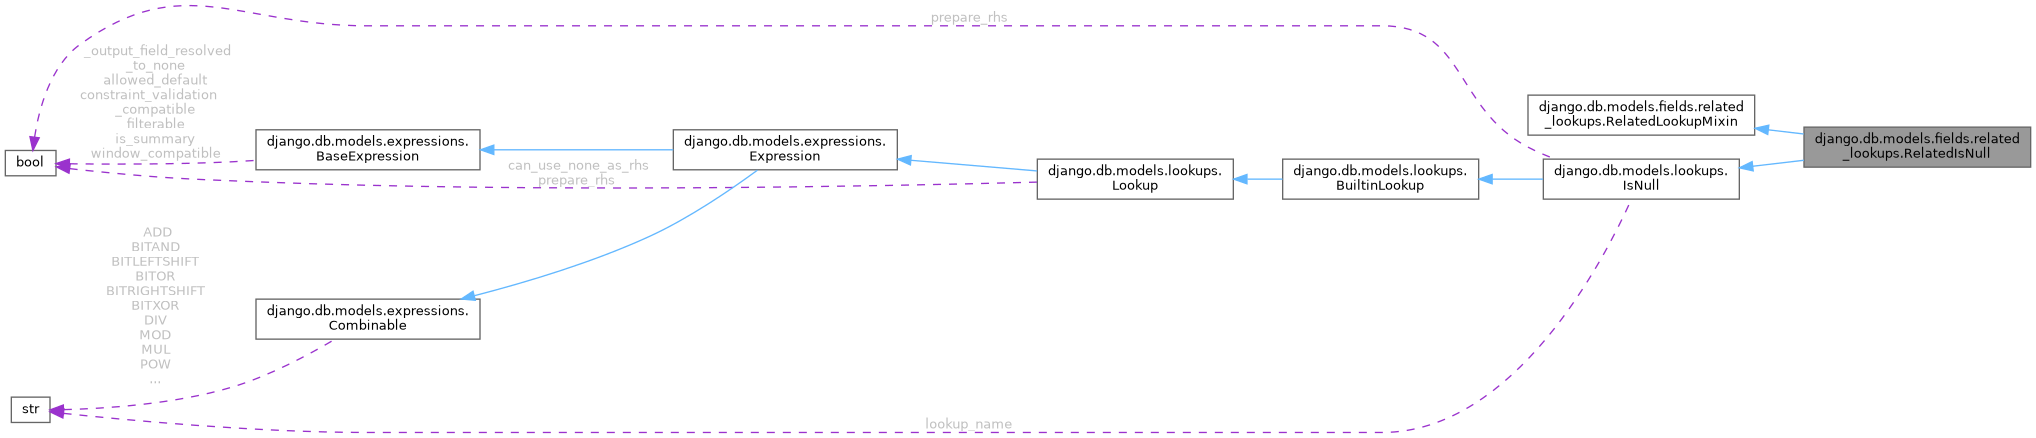 prepare_rhs
_output_field_resolved
_to_none
allowed_default
constraint_validation
_compatible
filterable
is_summary
window_compatible
bool
django.db.models.expressions.
BaseExpression
django.db.models.expressions.
Expression
can_use_none_as_rhs
prepare_rhs
django.db.models.lookups.
Lookup
django.db.models.lookups.
BuiltinLookup
django.db.models.fields.related
_lookups.RelatedLookupMixin
django.db.models.lookups.
IsNull
django.db.models.fields.related
_lookups.RelatedIsNull
ADD
BITAND
BITLEFTSHIFT
BITOR
BITRIGHTSHIFT
BITXOR
DIV
MOD
MUL
POW
...
django.db.models.expressions.
Combinable
str
lookup_name